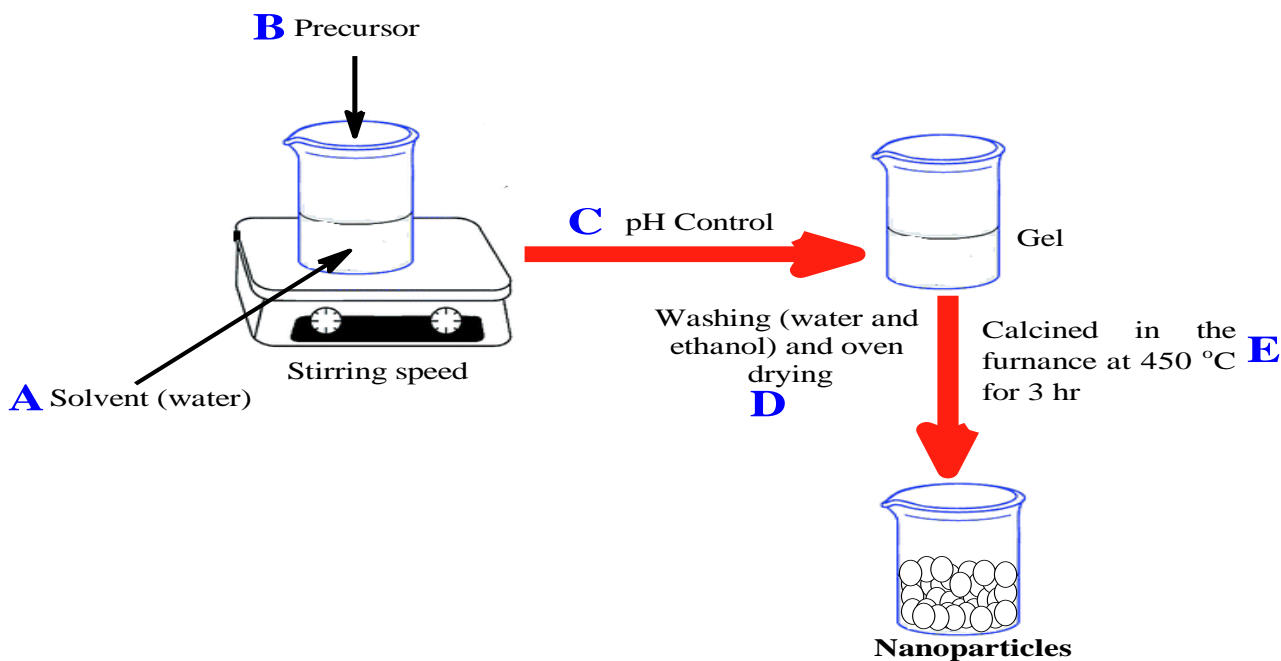 B Precursor
C pH Control
Gel
Washing (water and
ethanol) and oven
drying
D
Calcined in the
furnance at 450 °C
for 3 hr
E
Stirring speed
A Solvent (water)
Nanoparticles